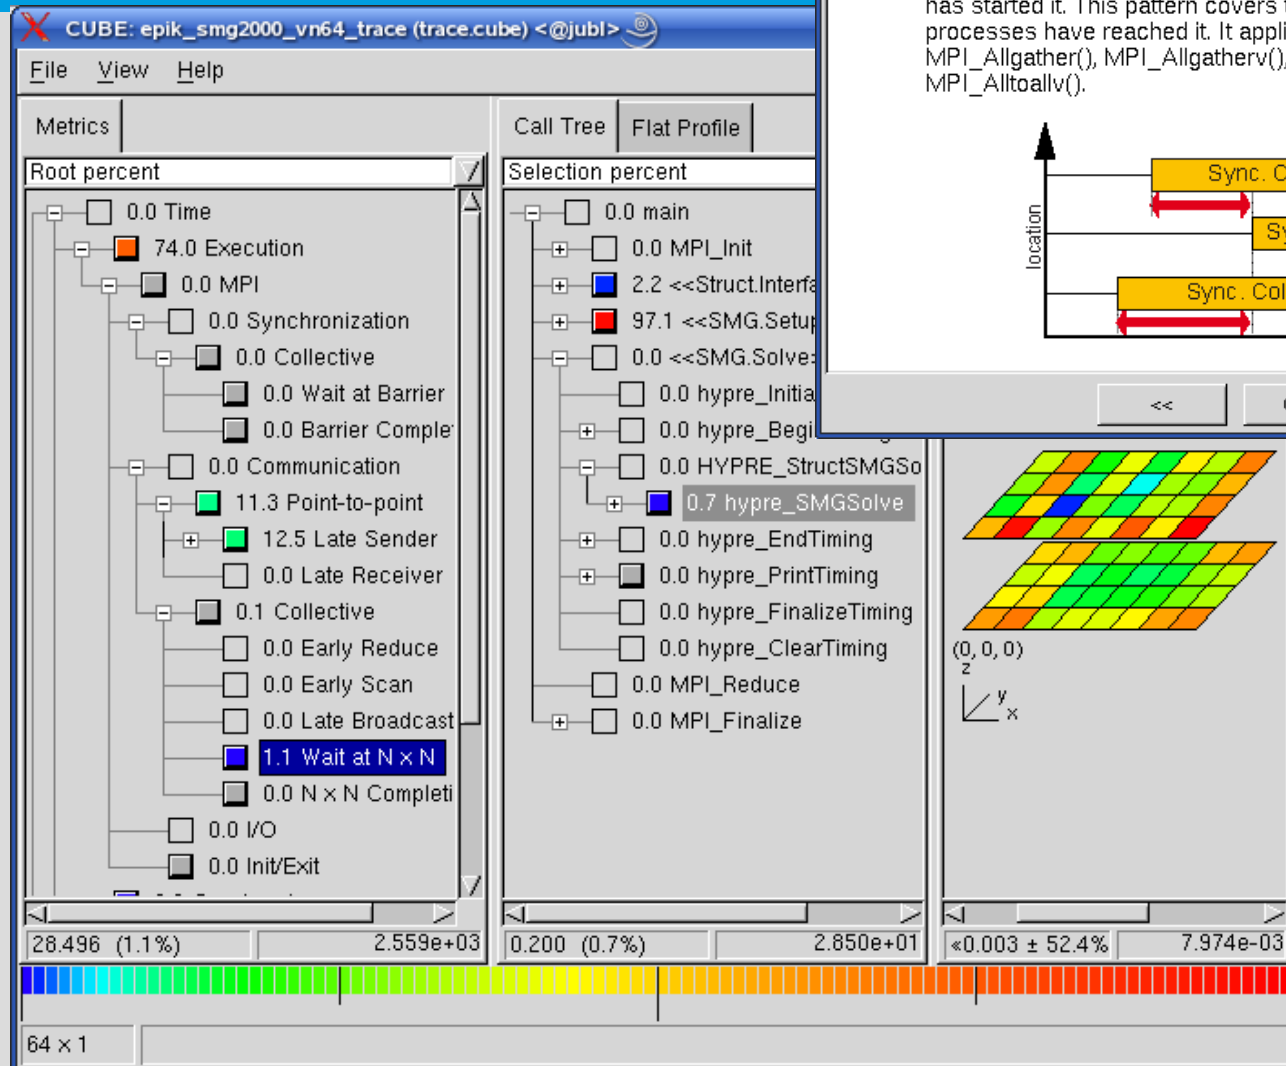 CUBE: epik_smg2000_vn64_trace (trace.cube) <@jubl>
File View Help
Metrics
Root percent
0.0 Time
74.0 Execution
0.0 MPI
0.0 Synchronization
0.0 Collective
0.0 Wait at Barrier
0.0 Barrier Comple
0.0 Communication
11.3 Point-to-point
12.5 Late Sender
0.0 Late Receiver
0.1 Collective
0.0 Early Reduce
0.0 Early Scan
0.0 Late Broadcast
1.1 Wait at N x N
0.0 N x N Completi
0.0 I/O
0.0 Init/Exit
28.496 (1.1%) 2.559e+03
Call Tree Flat Profile
Selection percent
0.0 main
0.0 MPI_Init
2.2 <<Struct.Interfa
97.1 <<SMG.Setup
0.0 <<SMG.Solve>
0.0 hypre_Initia
0.0 hypre_Begi
0.0 HYPRE_StructSMGSo
0.7 hypre_SMGSolve
0.0 hypre_EndTiming
0.0 hypre_PrintTiming
0.0 hypre_FinalizeTiming
0.0 hypre_ClearTiming
0.0 MPI_Reduce
0.0 MPI_Finalize
0.200 (0.7%) 2.850e+01
has started it. This pattern covers
processes have reached it. It appli
MPI_Allgather(), MPI_Allgatherv(),
MPI_Alltoallv().
location
Sync. C
Sy
Sync. Col
<<
(0, 0, 0)
z
y
x
«0.003 ± 52.4% 7.974e-03
64 x 1